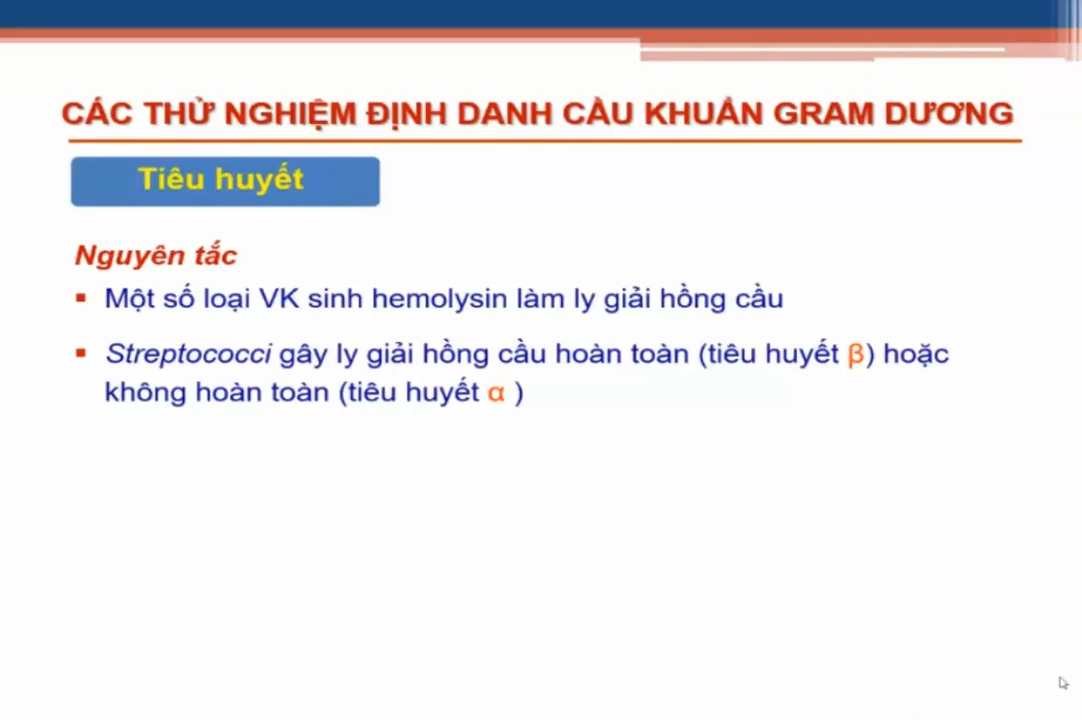 CÁC THỬ NGHIỆM ĐỊNH DANH CẦU KHUẨN GRAM DƯƠNG
Tiêu huyết
Nguyên tắc
▪ Một số loại VK sinh hemolysin làm ly giải hồng cầu
▪ Streptococci gây ly giải hồng cầu hoàn toàn (tiêu huyết β) hoặc
không hoàn toàn (tiêu huyết α )